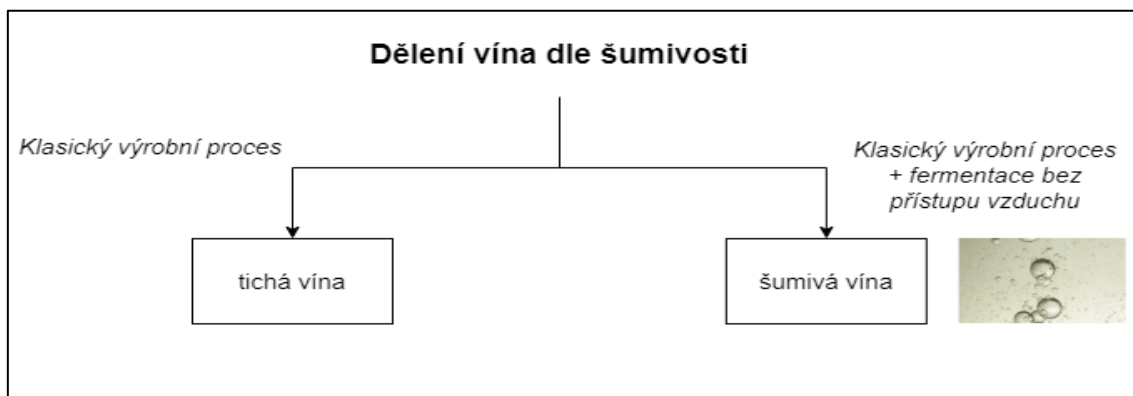 Dělení vína dle šumivosti
Klasický výrobní proces
Klasický výrobní proces
+ fermentace bez
přístupu vzduchu
tichá vína
šumivá vína